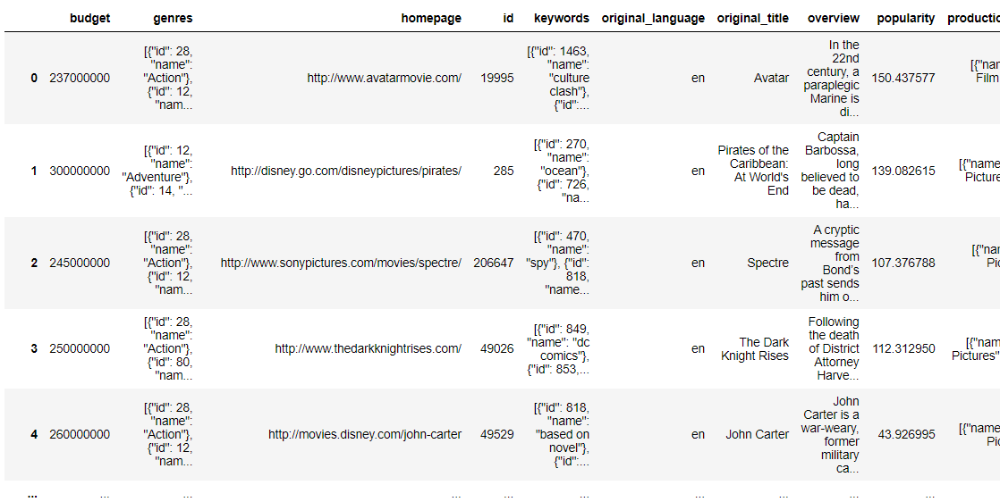 budget genres homepage id keywords original_language original_title overview popularity productio
0
237000000
[{"id": 28,
"name":
"Action"},
{"id": 12,
"nam...
http://www.avatarmovie.com/
19995
[{"id": 1463,
"name":
"culture
clash"},
{"id":...
en
Avatar
In the
22nd
century, a
paraplegic
Marine is
di...
150.437577
[{"na
Film
1
300000000
[{"id": 12,
"name":
"Adventure"},
{"id": 14, "...
http://disney.go.com/disneypictures/pirates/
285
[{"id": 270,
"name":
"ocean"},
{"id": 726,
"na...
en
Pirates of the
Caribbean:
At World's
End
Captain
Barbossa,
long
believed to
be dead,
ha...
139.082615
[{"name
Picture
2
245000000
[{"id": 28,
"name":
"Action"},
{"id": 12,
"nam...
http://www.sonypictures.com/movies/spectre/
206647
[{"id": 470,
"name":
"spy"}, {"id":
818,
"name...
en
Spectre
A cryptic
message
from
Bond's
past sends
him o...
107.376788
[{"na
Pic
3
250000000
[{"id": 28,
"name":
"Action"},
{"id": 80,
"nam...
http://www.thedarkknightrises.com/
49026
[{"id": 849,
"name": "dc
comics"},
{"id": 853,...
en
The Dark
Knight Rises
Following
the death
of District
Attorney
Harve...
112.312950
[{"nam
Pictures"
4
260000000
[{"id": 28,
"name":
"Action"},
{"id": 12,
"nam...
http://movies.disney.com/john-carter
49529
[{"id": 818,
"name":
"based on
novel"},
{"id":...
en
John Carter
John
Carter is a
war-weary,
former
military
ca...
43.926995
[{"name
Pic
... ... ... ... ... ... ... ... ... ...